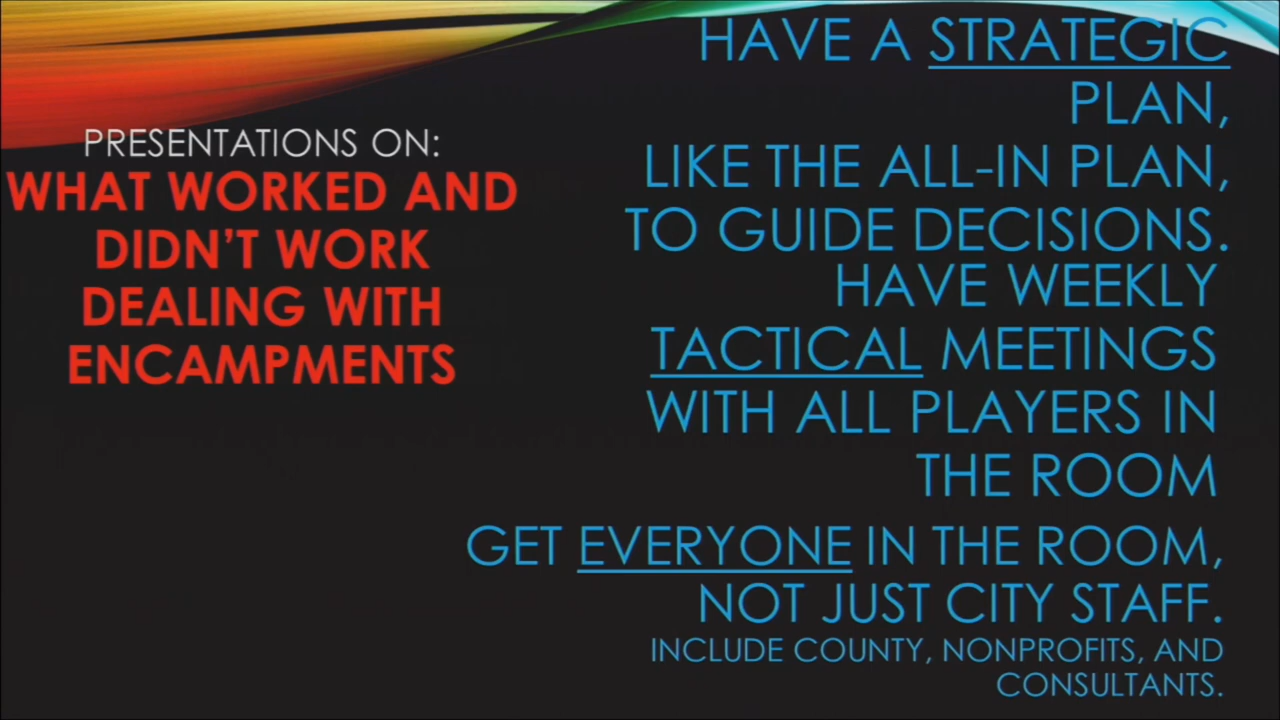 PRESENTATIONS ON:
WHAT WORKED AND
DIDN'T WORK
DEALING WITH
ENCAMPMENTS
HAVE A STRATEGIC
PLAN,
LIKE THE ALL-IN PLAN,
TO GUIDE DECISIONS.
HAVE WEEKLY
TACTICAL MEETINGS
WITH ALL PLAYERS IN
THE ROOM
GET EVERYONE IN THE ROOM,
NOT JUST CITY STAFF.
INCLUDE COUNTY, NONPROFITS, AND
CONSULTANTS.